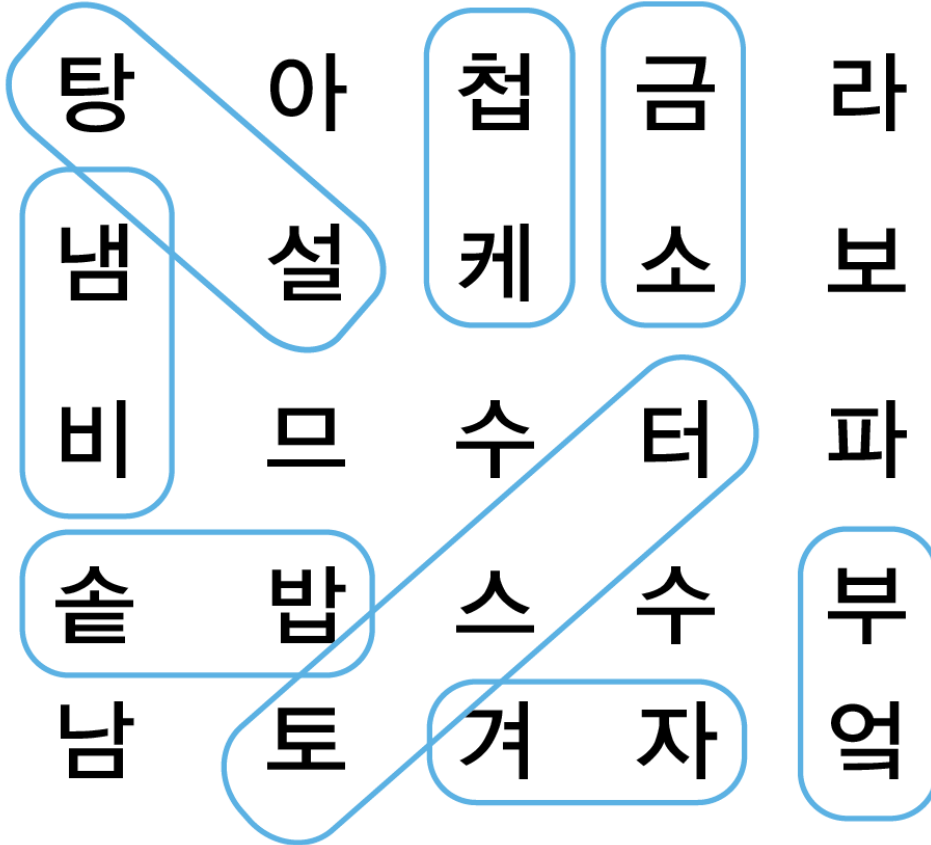 탕 아 첩 금 라
냄 설 케 소 보
비 므 수 터 파
솥 밥 스 수 부
남 토 겨 자 엌